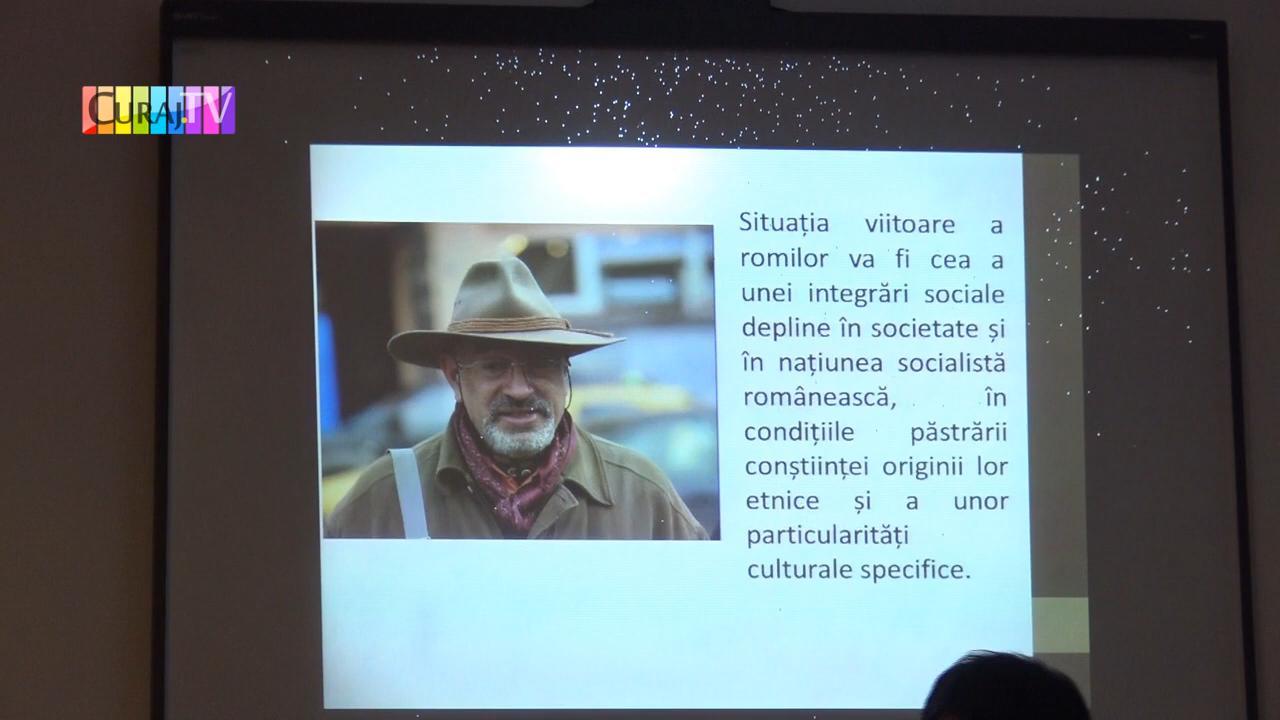 CURAJ.TV
Situația viitoare a
romilor va fi cea a
unei integrări sociale
depline în societate și
în națiunea socialistă
românească, în
condițiile păstrării
conștiinței originii lor
etnice și a unor
particularități
culturale specifice.